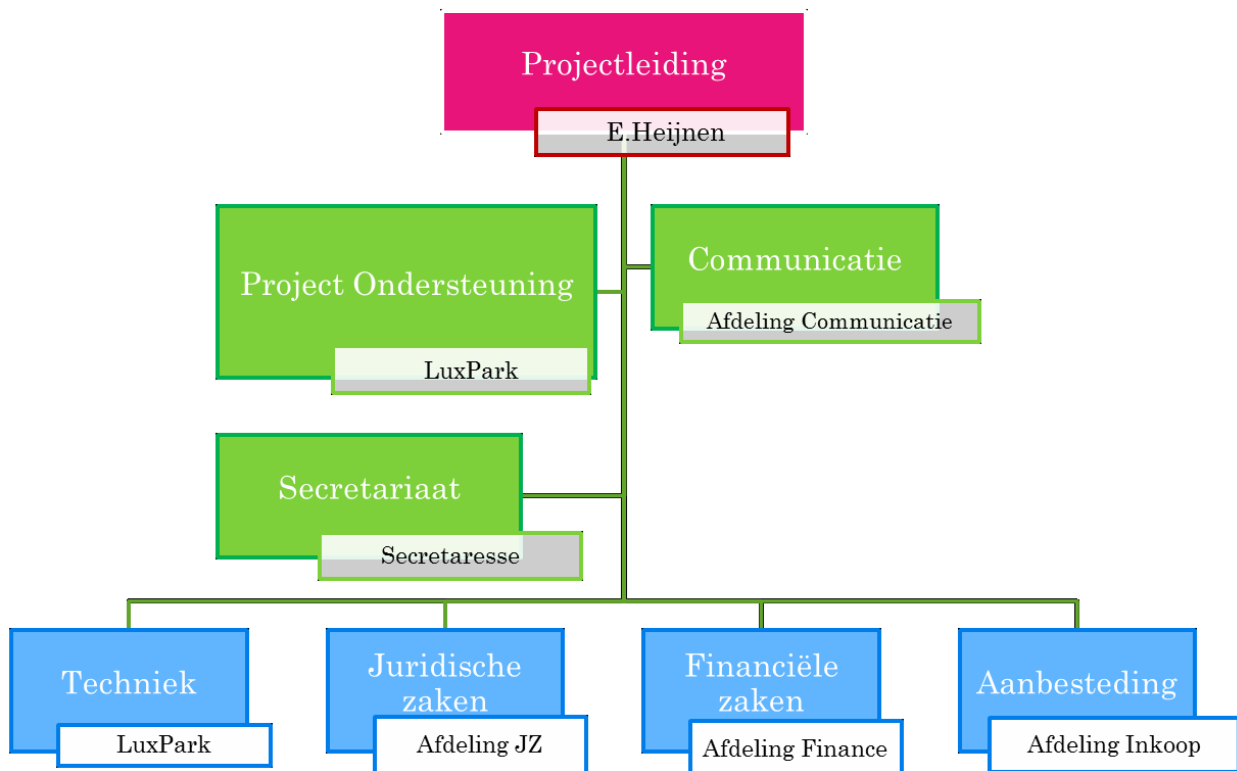 Projectleiding
E.Heijnen
Project Ondersteuning
LuxPark
Communicatie
Afdeling Communicatie
Secretariaat
Secretaresse
Techniek
LuxPark
Juridische
zaken
Afdeling JZ
Financiële
zaken
Afdeling Finance
Aanbesteding
Afdeling Inkoop